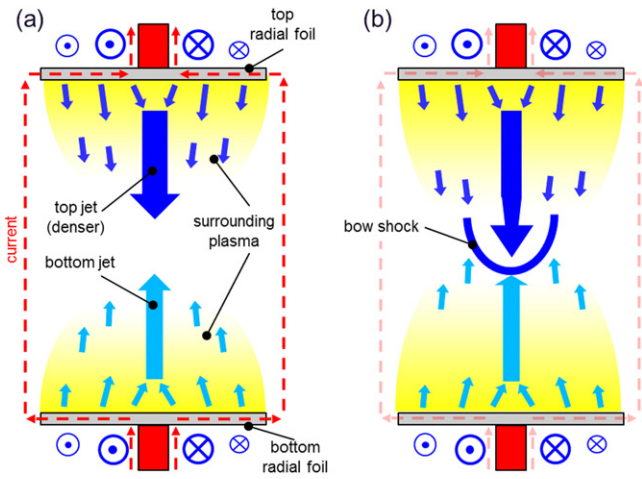 (a)
(b)
top
radial foil
current
top jet
(denser)
surrounding
plasma
bow shock
bottom jet
bottom
radial foil